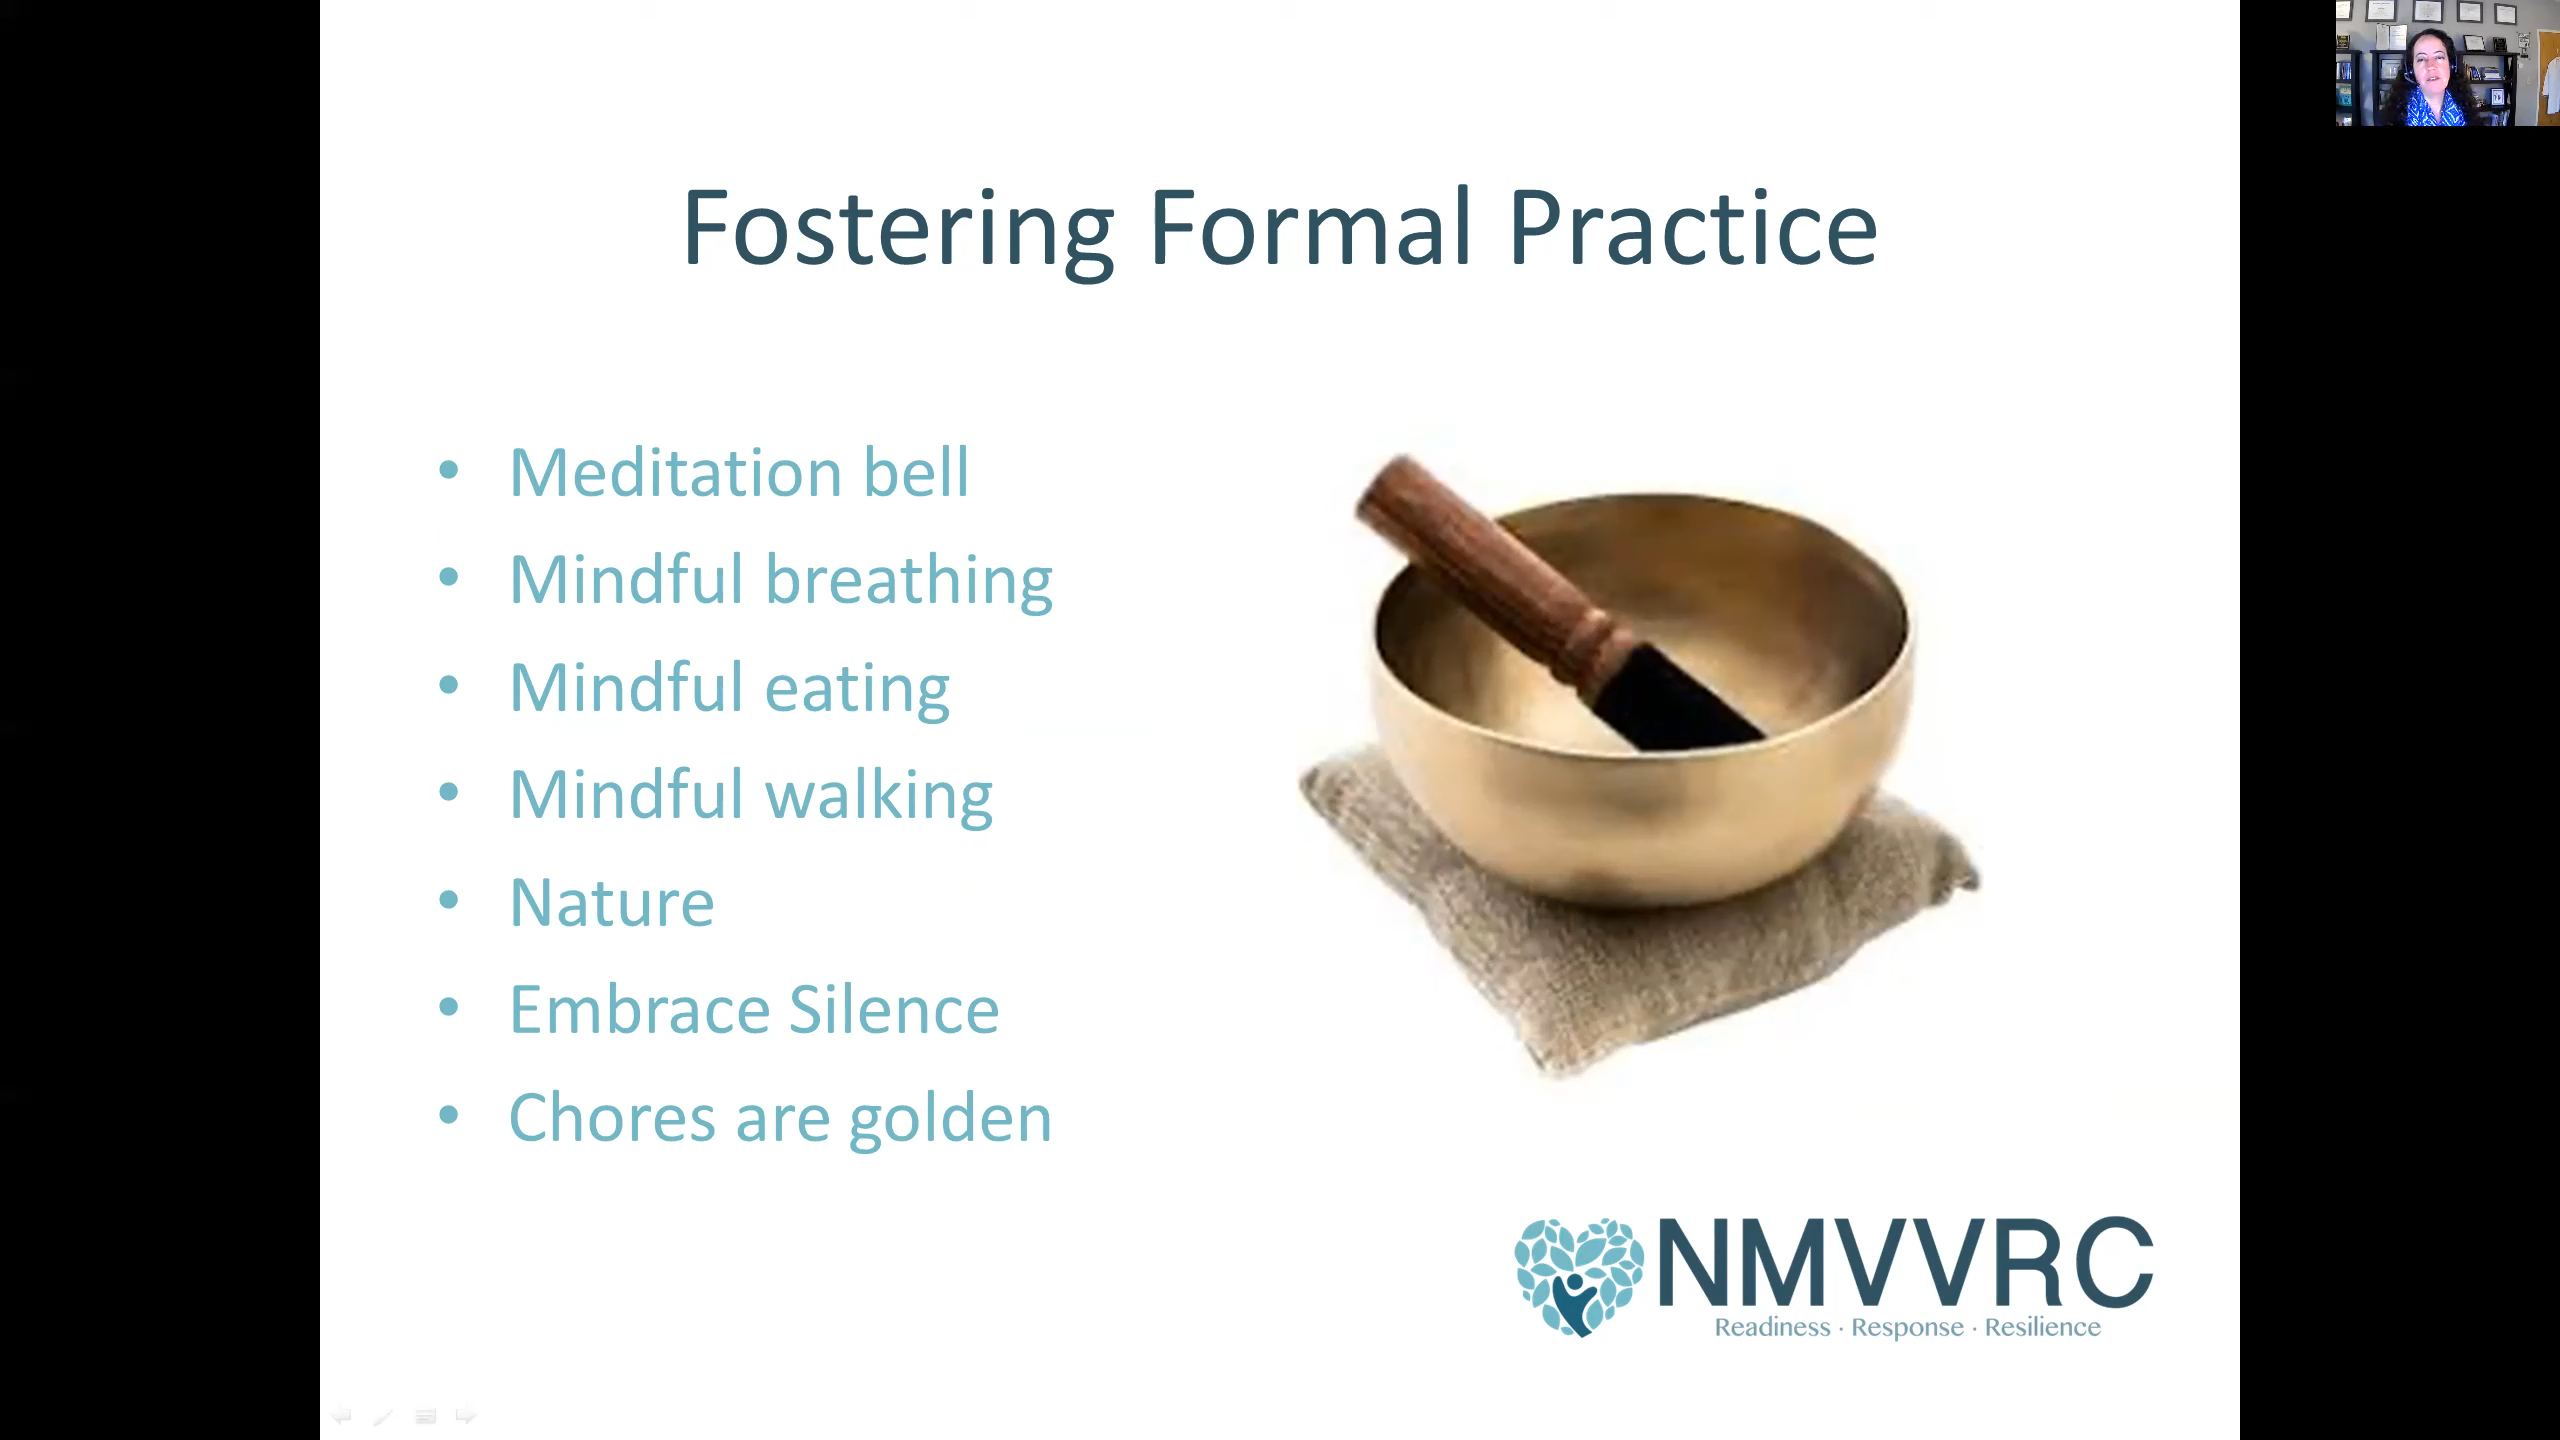 Fostering Formal Practice
• Meditation bell
• Mindful breathing
• Mindful eating
• Mindful walking
• Nature
• Embrace Silence
• Chores are golden
NMVVRC
Readiness · Response · Resilience